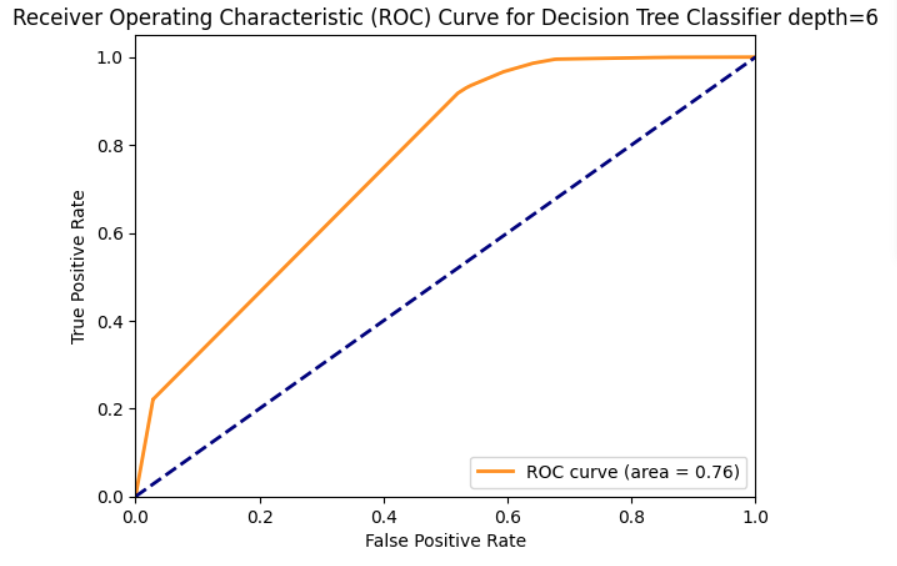 Receiver Operating Characteristic (ROC) Curve for Decision Tree Classifier depth=6
1.0
0.8
0.6
0.4
0.2
0.0
True Positive Rate
ROC curve (area = 0.76)
0.0 0.2 0.4 0.6 0.8 1.0
False Positive Rate